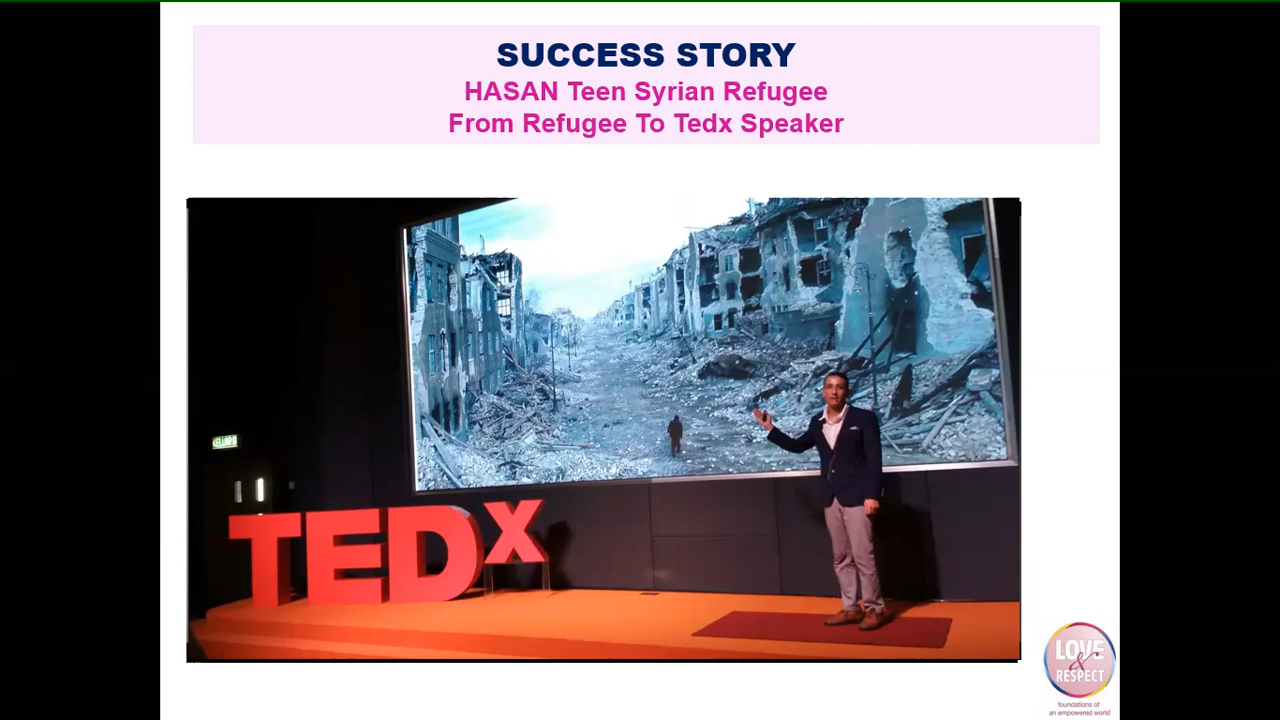 SUCCESS STORY
HASAN Teen Syrian Refugee
From Refugee To Tedx Speaker
KELUAR
TEDx
LOVE
&
RESPECT
foundations of
an empowered world